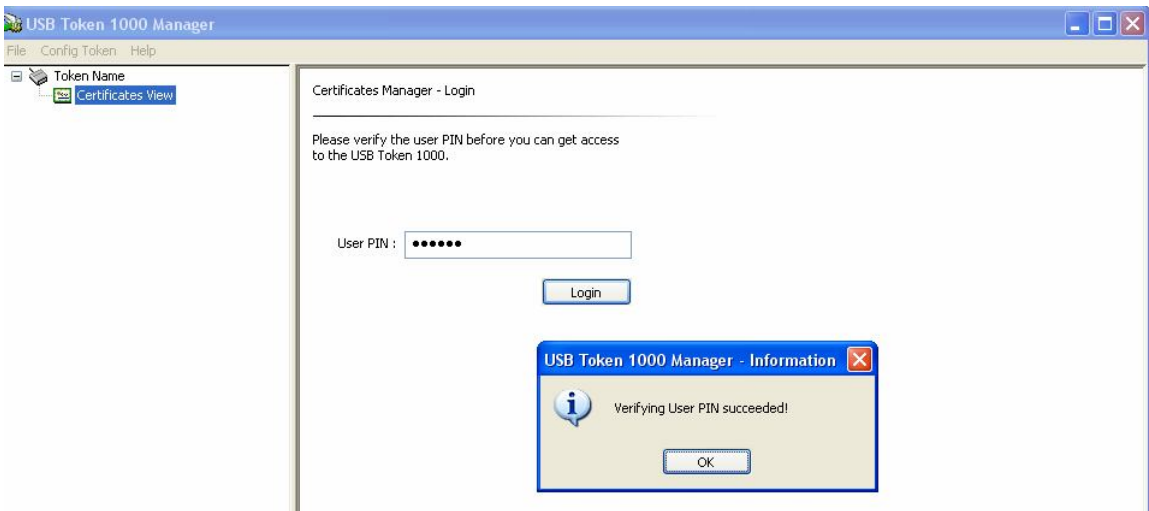 USB Token 1000 Manager
File Config Token Help
Token Name
Certificates View
Certificates Manager - Login
Please verify the user PIN before you can get access
to the USB Token 1000.
User PIN : ●●●●●●
Login
USB Token 1000 Manager - Information
Verifying User PIN succeeded!
OK